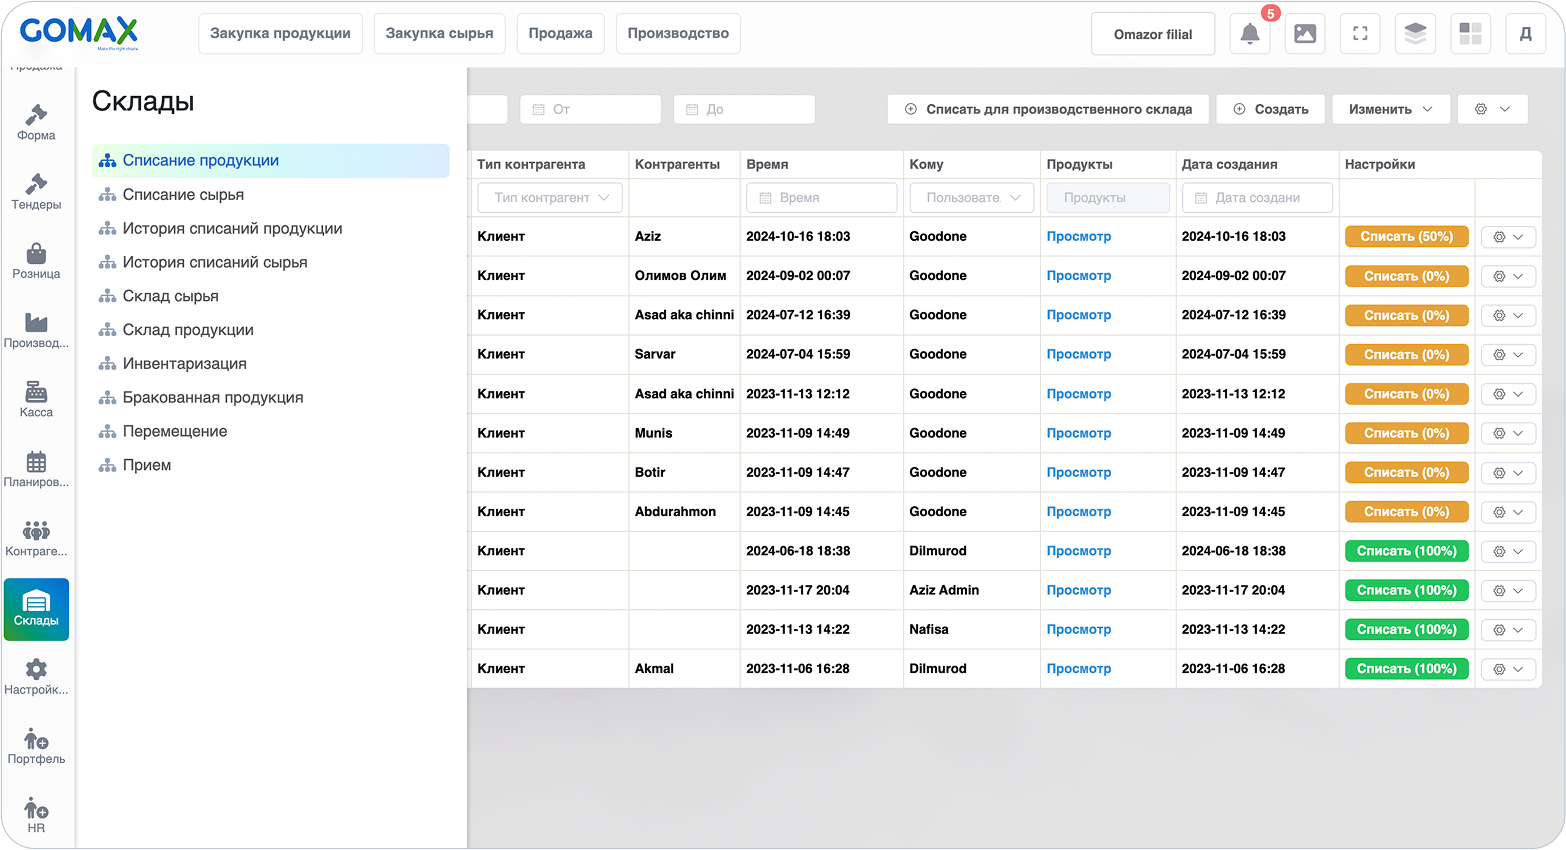 GOMAX
Make the right choice
Закупка продукции
Закупка сырья
Продажа
Производство
Omazor filial
5
Д
Продажа
Форма
Тендеры
Розница
Производ...
Касса
Планиров...
Контраге...
Склады
Настройк...
Портфель
HR
Склады
Списание продукции
Списание сырья
История списаний продукции
История списаний сырья
Склад сырья
Склад продукции
Инвентаризация
Бракованная продукция
Перемещение
Прием
От
До
Списать для производственного склада
Создать
Изменить
Тип контрагента Контрагенты Время Кому Продукты Дата создания Настройки
Тип контрагент Время Пользовате. Продукты Дата создани
Клиент Aziz 2024-10-16 18:03 Goodone Просмотр 2024-10-16 18:03 Списать (50%)
Клиент Олимов Олим 2024-09-02 00:07 Goodone Просмотр 2024-09-02 00:07 Списать (0%)
Клиент Asad aka chinni 2024-07-12 16:39 Goodone Просмотр 2024-07-12 16:39 Списать (0%)
Клиент Sarvar 2024-07-04 15:59 Goodone Просмотр 2024-07-04 15:59 Списать (0%)
Клиент Asad aka chinni 2023-11-13 12:12 Goodone Просмотр 2023-11-13 12:12 Списать (0%)
Клиент Munis 2023-11-09 14:49 Goodone Просмотр 2023-11-09 14:49 Списать (0%)
Клиент Botir 2023-11-09 14:47 Goodone Просмотр 2023-11-09 14:47 Списать (0%)
Клиент Abdurahmon 2023-11-09 14:45 Goodone Просмотр 2023-11-09 14:45 Списать (0%)
Клиент 2024-06-18 18:38 Dilmurod Просмотр 2024-06-18 18:38 Списать (100%)
Клиент 2023-11-17 20:04 Aziz Admin Просмотр 2023-11-17 20:04 Списать (100%)
Клиент 2023-11-13 14:22 Nafisa Просмотр 2023-11-13 14:22 Списать (100%)
Клиент Akmal 2023-11-06 16:28 Dilmurod Просмотр 2023-11-06 16:28 Списать (100%)